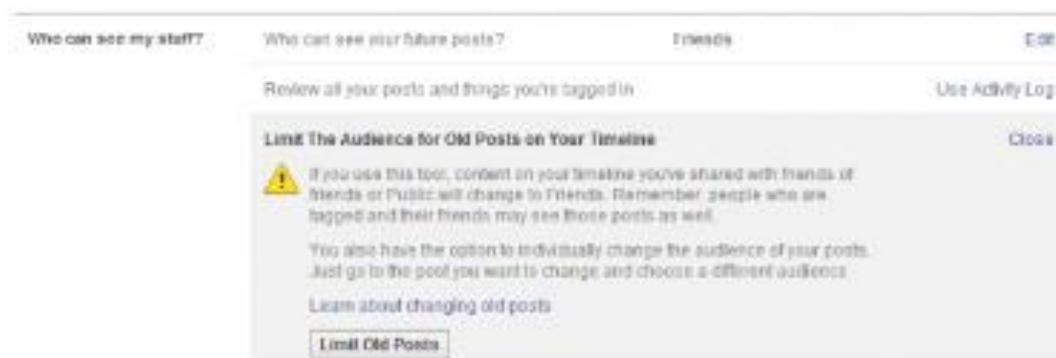 Who can see my stuff?
Who can see your future posts?
Friends
Edit
Review all your posts and things you're tagged in
Use Activity Log
Limit The Audience for Old Posts on Your Timeline
Close
If you use this tool, content on your timeline you've shared with friends of
friends or Public will change to Friends. Remember: people who are
tagged and their friends may see those posts as well.
You also have the option to individually change the audience of your posts.
Just go to the post you want to change and choose a different audience.
Learn about changing old posts
Limit Old Posts